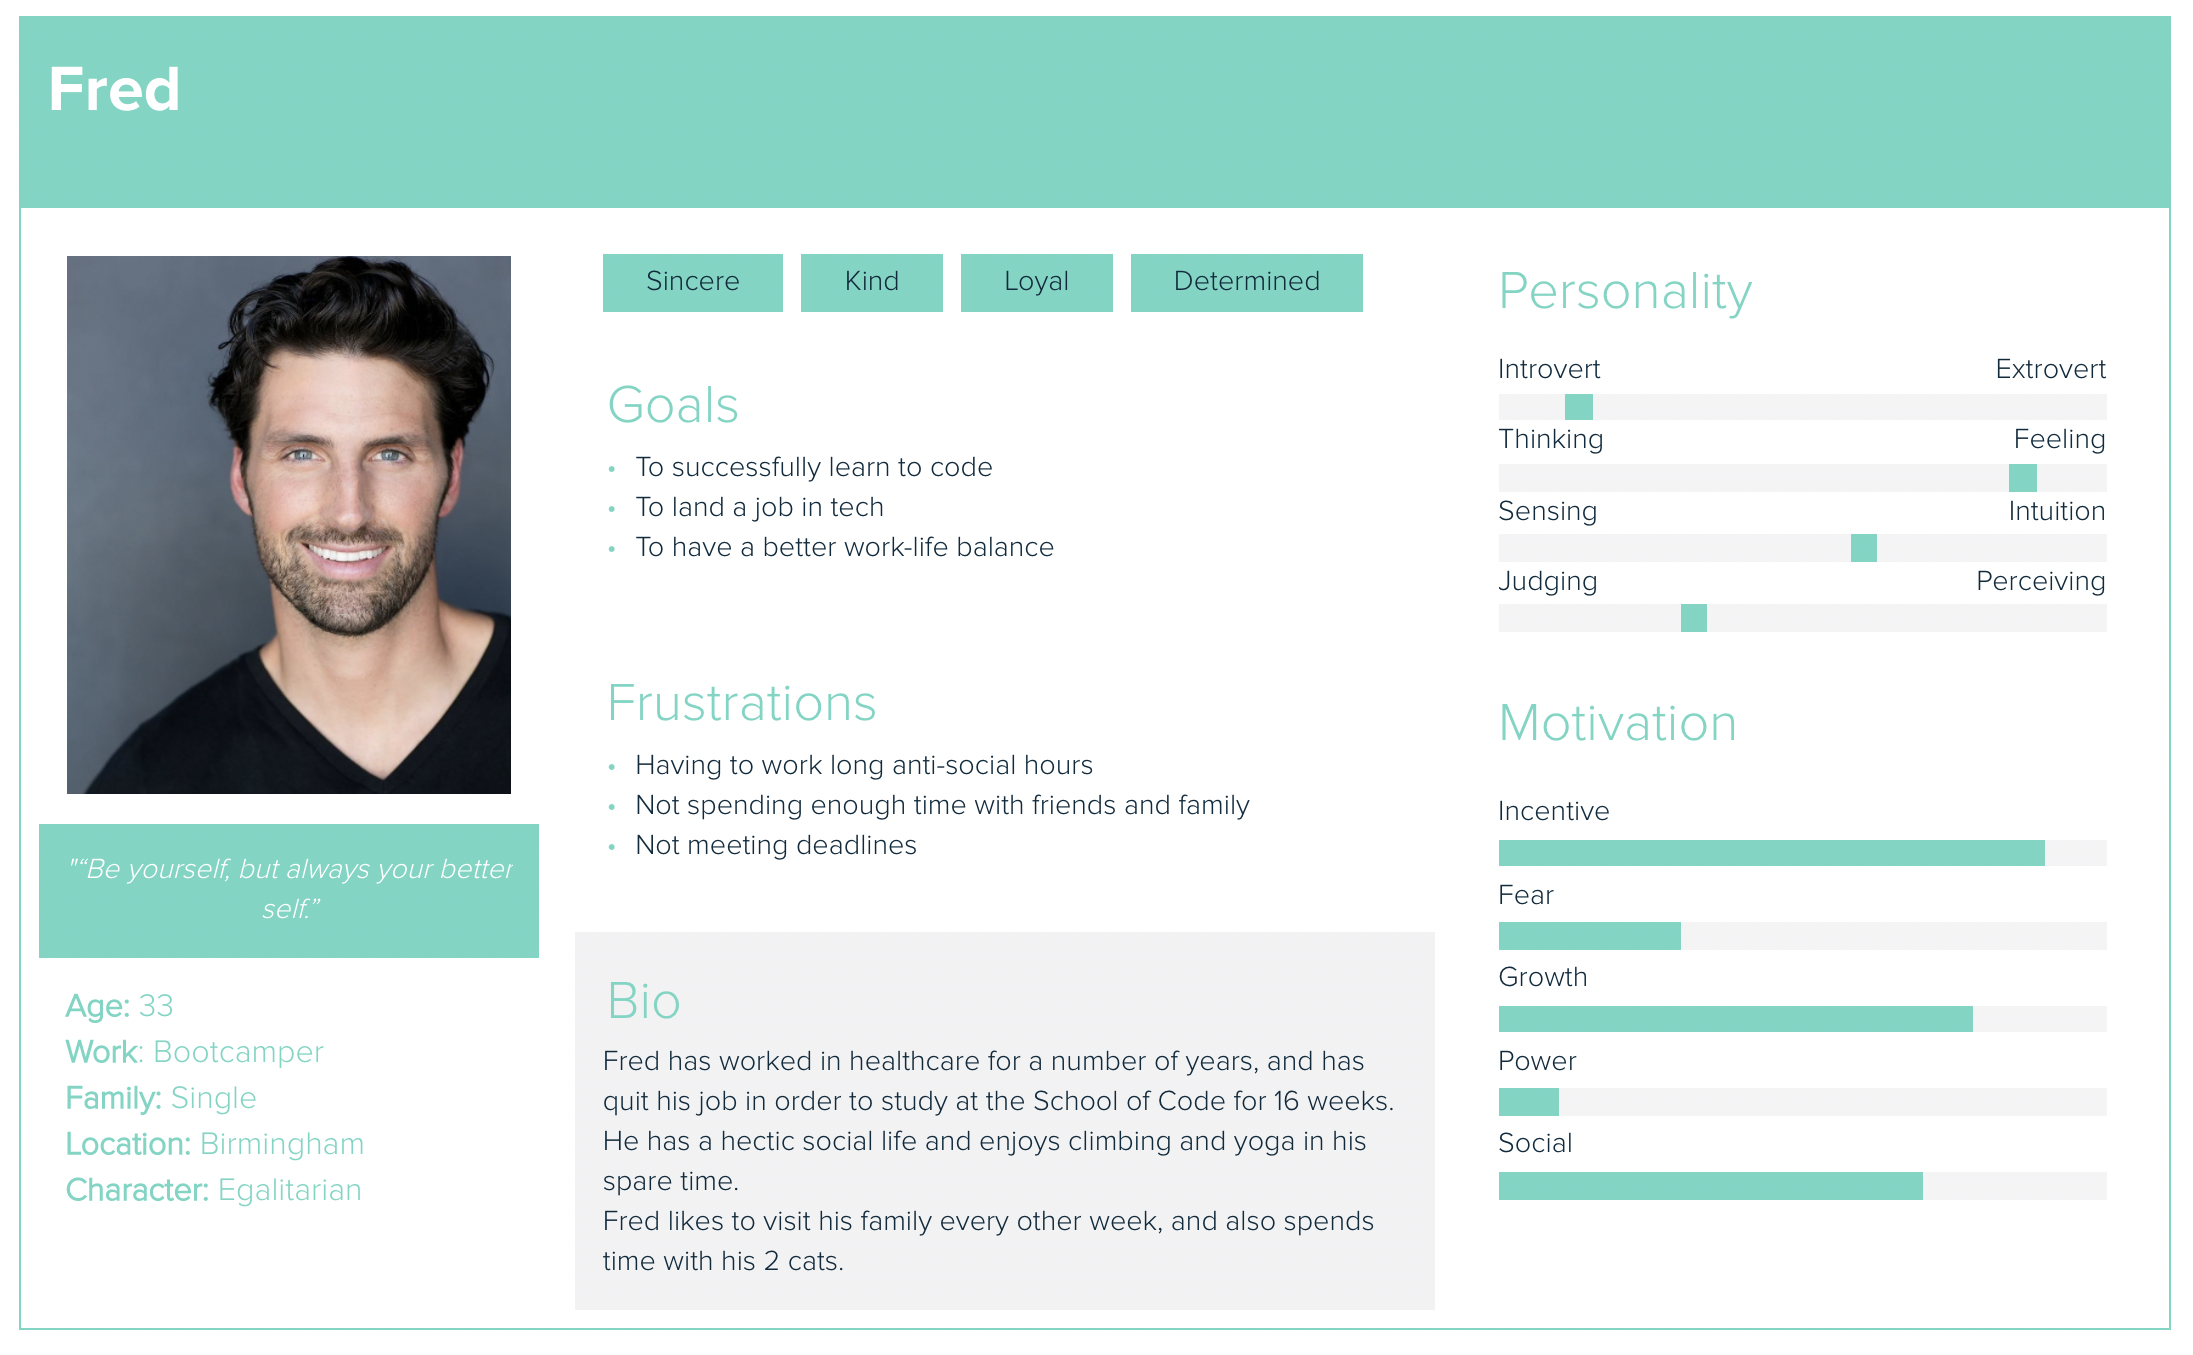 Fred
"“Be yourself, but always your better
self.”
Age: 33
Work: Bootcamper
Family: Single
Location: Birmingham
Character: Egalitarian
Sincere
Kind
Loyal
Determined
Goals
• To successfully learn to code
• To land a job in tech
• To have a better work-life balance
Frustrations
• Having to work long anti-social hours
• Not spending enough time with friends and family
• Not meeting deadlines
Bio
Fred has worked in healthcare for a number of years, and has
quit his job in order to study at the School of Code for 16 weeks.
He has a hectic social life and enjoys climbing and yoga in his
spare time.
Fred likes to visit his family every other week, and also spends
time with his 2 cats.
Personality
Introvert Extrovert
Thinking Feeling
Sensing Intuition
Judging Perceiving
Motivation
Incentive
Fear
Growth
Power
Social